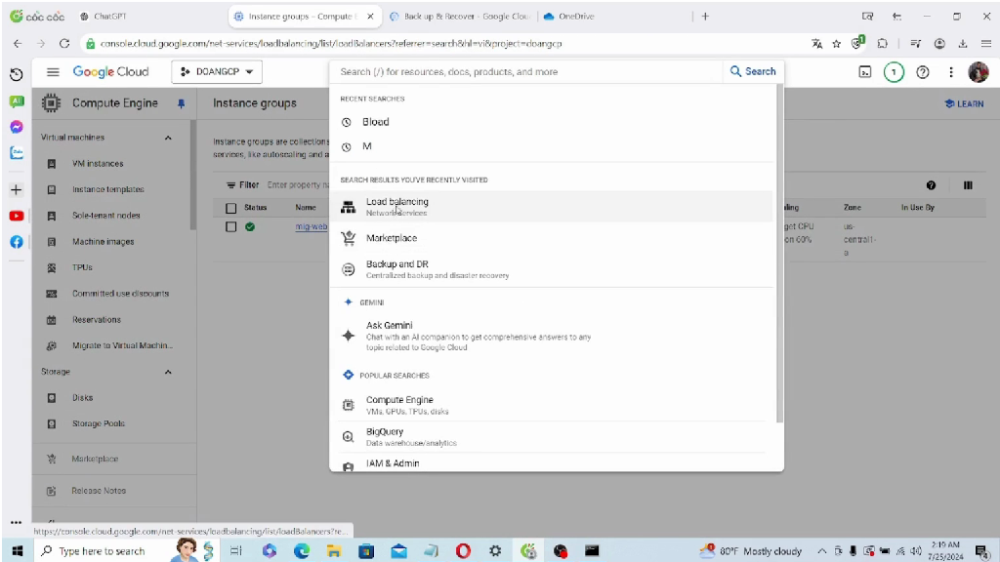 cốc cốc
ChatGPT
Instance groups – Compute E
Back up & Recover - Google Clou
OneDrive
console.cloud.google.com/net-services/loadbalancing/list/loadBalancers?referrer=search&hl=vi&project=doangcp
Google Cloud
DOANGCP
Search (/) for resources, docs, products, and more
Search
1
Compute Engine
Instance groups
LEARN
Virtual machines
VM instances
Instance templates
Sole-tenant nodes
Machine images
TPUs
Committed use discounts
Reservations
Migrate to Virtual Machin...
Storage
Disks
Storage Pools
Marketplace
Release Notes
Instance groups are collections
services, like autoscaling and a
Filter
Enter property na
Status
Name
Zone
In Use By
mig-web
get CPU
on 60%
us-
central1-
a
RECENT SEARCHES
Bload
M
SEARCH RESULTS YOU'VE RECENTLY VISITED
Load balancing
Network services
Marketplace
Backup and DR
Centralized backup and disaster recovery
GEMINI
Ask Gemini
Chat with an AI companion to get comprehensive answers to any
topic related to Google Cloud
POPULAR SEARCHES
Compute Engine
VMs, GPUs, TPUs, disks
BigQuery
Data warehouse/analytics
IAM & Admin
https://console.cloud.google.com/net-services/loadbalancing/list/loadBalancers?re...
Type here to search
80°F Mostly cloudy
2:19 AM
7/25/2024